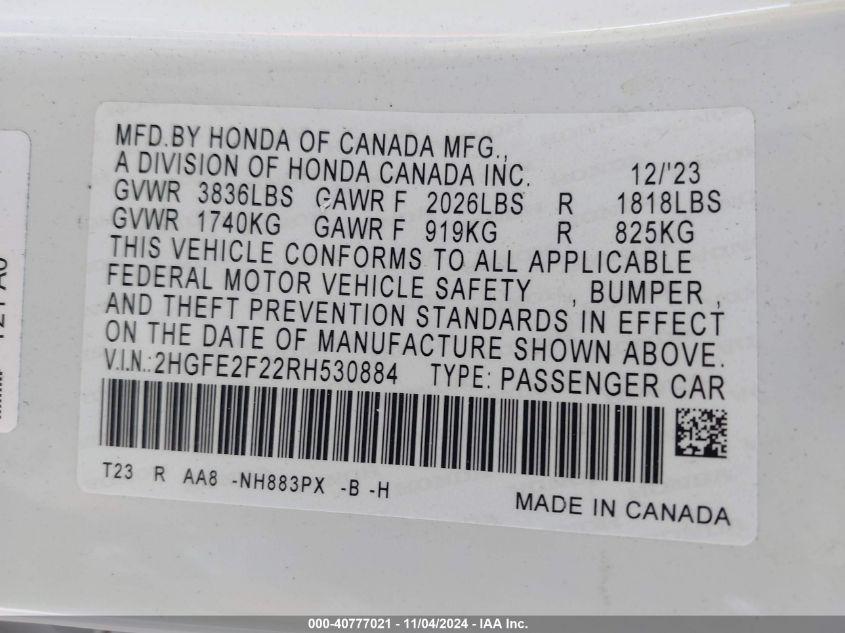 MFD.BY HONDA OF CANADA MFG.,
A DIVISION OF HONDA CANADA INC. 12/'23
GVWR 3836LBS GAWR F 2026LBS R 1818LBS
GVWR 1740KG GAWR F 919KG R 825KG
THIS VEHICLE CONFORMS TO ALL APPLICABLE
FEDERAL MOTOR VEHICLE SAFETY , BUMPER ,
AND THEFT PREVENTION STANDARDS IN EFFECT
ON THE DATE OF MANUFACTURE SHOWN ABOVE.
V.I.N.:2HGFE2F22RH530884 TYPE: PASSENGER CAR
T23 R AA8 -NH883PX -B -H
MADE IN CANADA
000-40777021 - 11/04/2024 - IAA Inc.